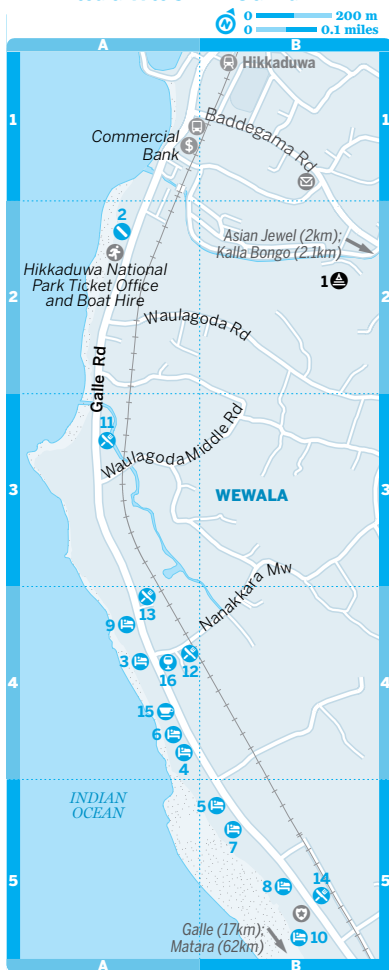 0 200 m
0 0.1 miles
A B
Hikkaduwa
1 1
Commercial
Bank
$
Baddegama Rd
2
Asian Jewel (2km);
Kalla Bongo (2.1km)
Hikkaduwa National
Park Ticket Office
and Boat Hire
1
2 2
Waulagoda Rd
Galle Rd
11
Waulagoda Middle Rd
3 3
WEWALA
Nanakkara Mw
13
9
3
16
12
4 4
15
6
4
INDIAN
OCEAN
5
7
8
14
5 5
10
Galle (17km);
Matara (62km)
A B